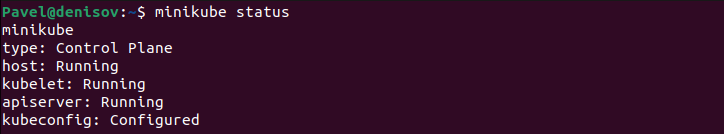 Pavel@denisov:~$ minikube status
minikube
type: Control Plane
host: Running
kubelet: Running
apiserver: Running
kubeconfig: Configured